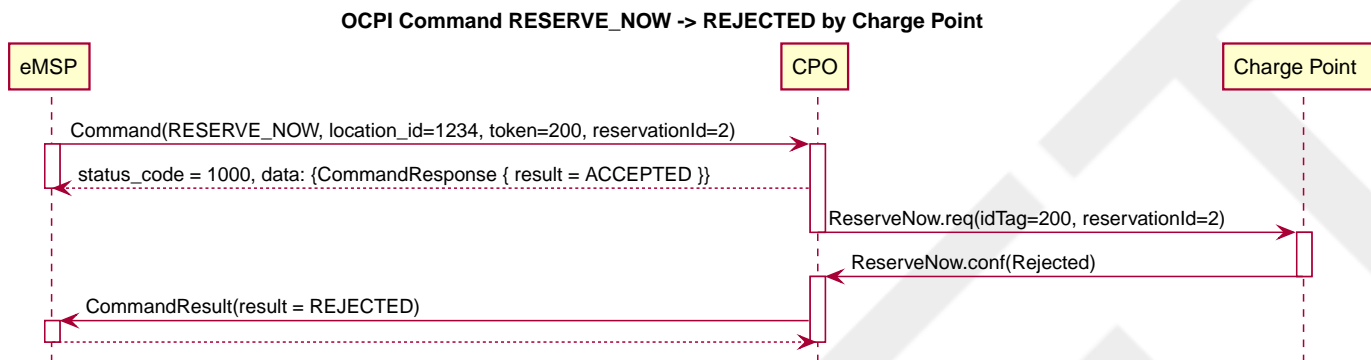 OCPI Command RESERVE_NOW -> REJECTED by Charge Point
eMSP
CPO
Charge Point
Command(RESERVE_NOW, location_id=1234, token=200, reservationId=2)
status_code = 1000, data: {CommandResponse { result = ACCEPTED }}
ReserveNow.req(idTag=200, reservationId=2)
ReserveNow.conf(Rejected)
CommandResult(result = REJECTED)